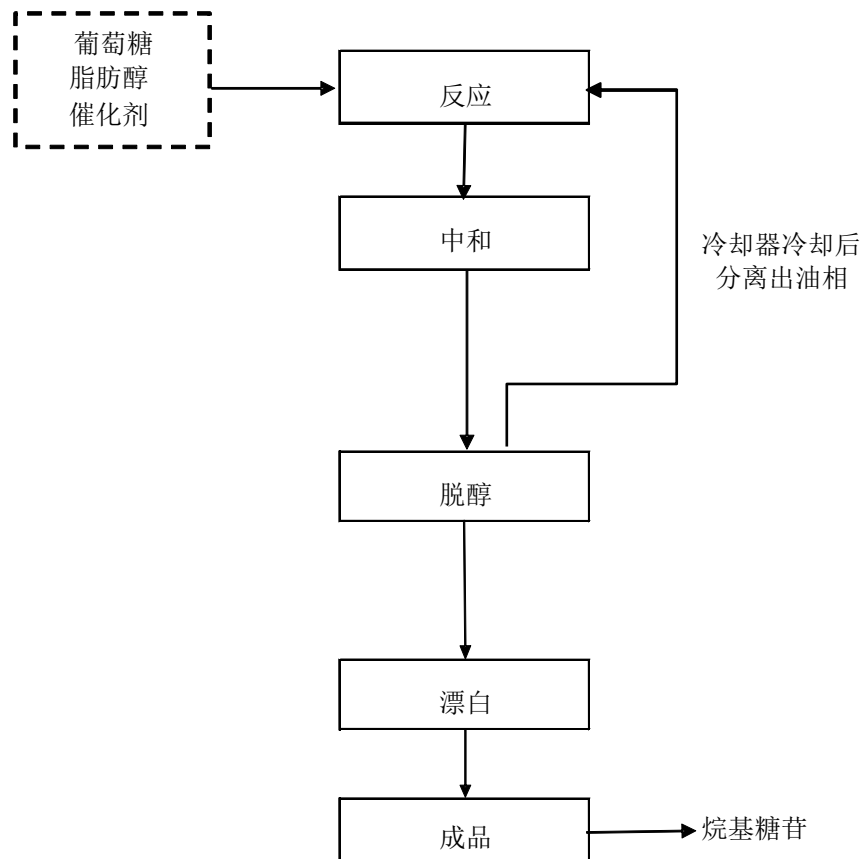 葡萄糖
脂肪醇
催化剂
反应
中和
冷却器冷却后
分离出油相
脱醇
漂白
成品
烷基糖苷